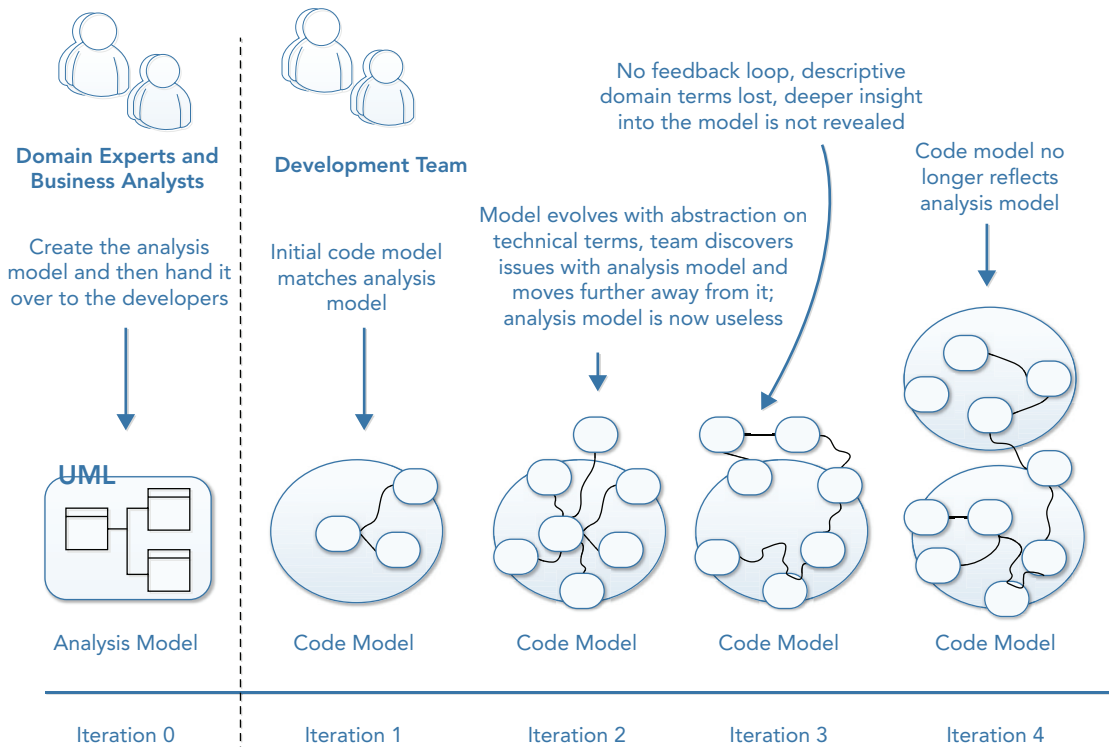 Domain Experts and
Business Analysts
Create the analysis
model and then hand it
over to the developers
UML
Analysis Model
Iteration 0
Development Team
Initial code model
matches analysis
model
Code Model
Iteration 1
Model evolves with abstraction on
technical terms, team discovers
issues with analysis model and
moves further away from it;
analysis model is now useless
Code Model
Iteration 2
No feedback loop, descriptive
domain terms lost, deeper insight
into the model is not revealed
Code Model
Iteration 3
Code model no
longer reflects
analysis model
Code Model
Iteration 4